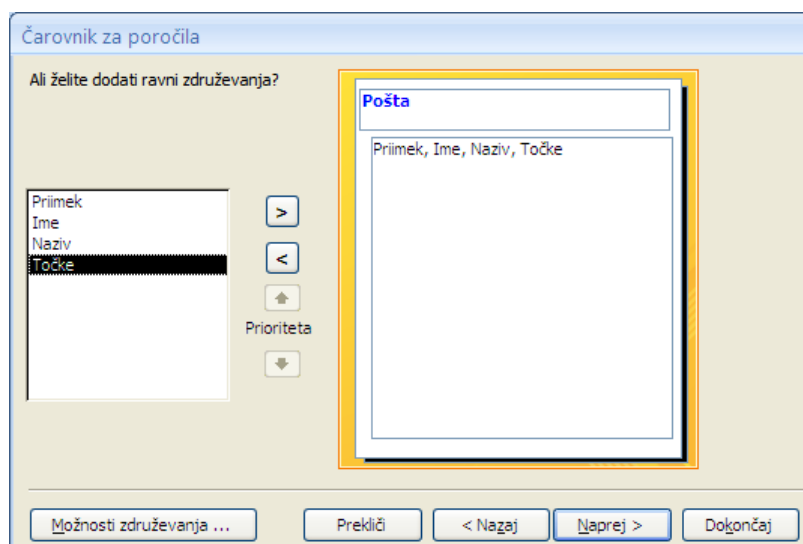 Čarovnik za poročila
Ali želite dodati ravni združevanja?
Pošta
Priimek, Ime, Naziv, Točke
Priimek
Ime
Naziv
Točke
>
<
Prioriteta
Možnosti združevanja ...
Prekliči
< Nazaj
Naprej >
Dokončaj